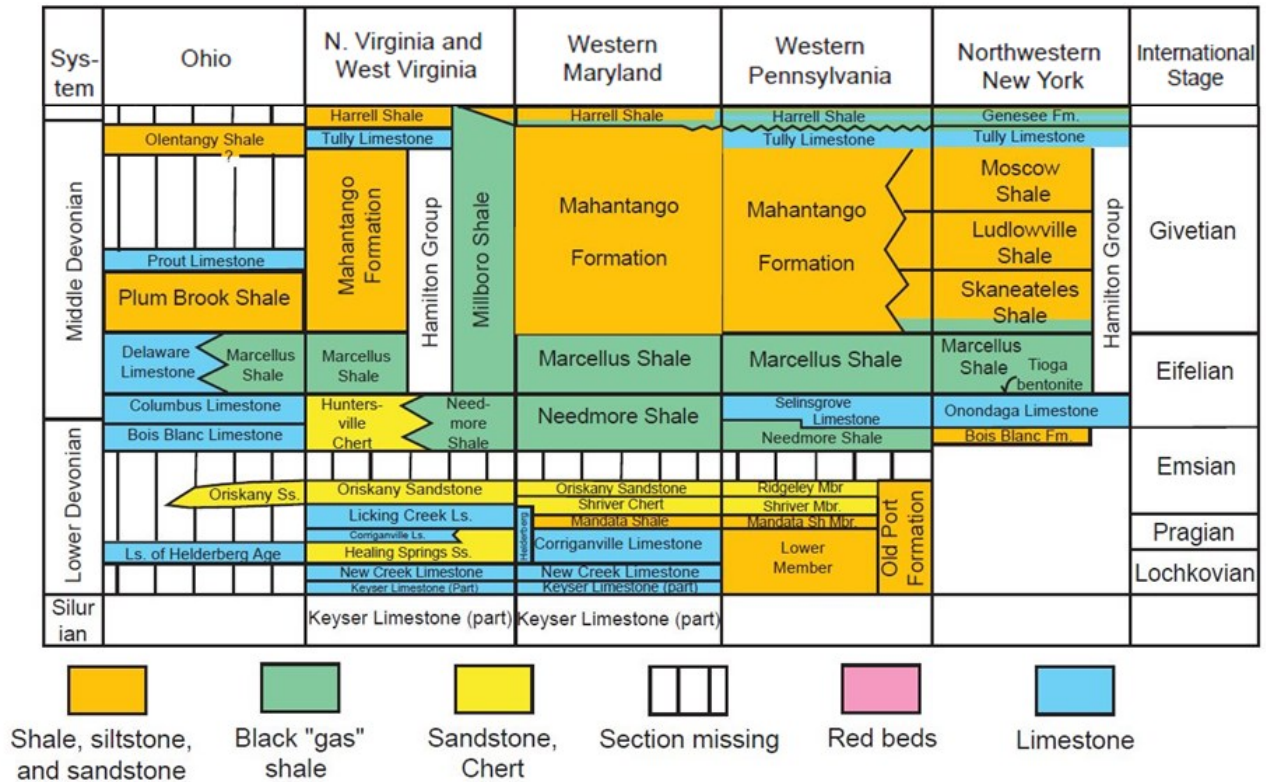 Sys-
tem
Ohio
N. Virginia and
West Virginia
Western
Maryland
Western
Pennsylvania
Northwestern
New York
International
Stage
Middle Devonian
Lower Devonian
Silur
ian
Olentangy Shale
?
Prout Limestone
Plum Brook Shale
Delaware
Limestone
Marcellus
Shale
Columbus Limestone
Bois Blanc Limestone
Oriskany Ss.
Ls. of Helderberg Age
Harrell Shale
Tully Limestone
Mahantango
Formation
Hamilton Group
Millboro Shale
Marcellus
Shale
Hunters-
ville
Chert
Need-
more
Shale
Oriskany Sandstone
Licking Creek Ls.
Corriganville Ls.
Healing Springs Ss.
New Creek Limestone
Keyser Limestone (Part)
Keyser Limestone (part)
Harrell Shale
Mahantango
Formation
Marcellus Shale
Needmore Shale
Oriskany Sandstone
Shriver Chert
Mandata Shale
Helderberg
Corriganville Limestone
New Creek Limestone
Keyser Limestone (part)
Keyser Limestone (part)
Harrell Shale
Tully Limestone
Mahantango
Formation
Marcellus Shale
Selinsgrove
Limestone
Needmore Shale
Ridgeley Mbr
Shriver Mbr.
Mandata Sh Mbr.
Lower
Member
Old Port
Formation
Genesee Fm.
Tully Limestone
Moscow
Shale
Ludlowville
Shale
Skaneateles
Shale
Hamilton Group
Marcellus
Shale
Tioga
bentonite
Onondaga Limestone
Bois Blanc Fm.
Givetian
Eifelian
Emsian
Pragian
Lochkovian
Shale, siltstone,
and sandstone
Black "gas"
shale
Sandstone,
Chert
Section missing
Red beds
Limestone